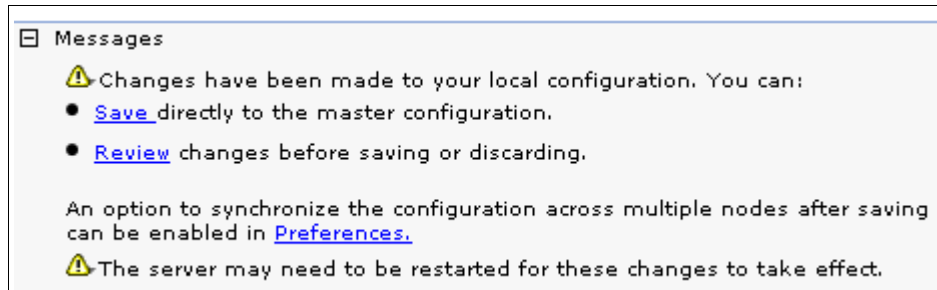 Messages
Changes have been made to your local configuration. You can:
Save directly to the master configuration.
Review changes before saving or discarding.
An option to synchronize the configuration across multiple nodes after saving
can be enabled in Preferences.
The server may need to be restarted for these changes to take effect.